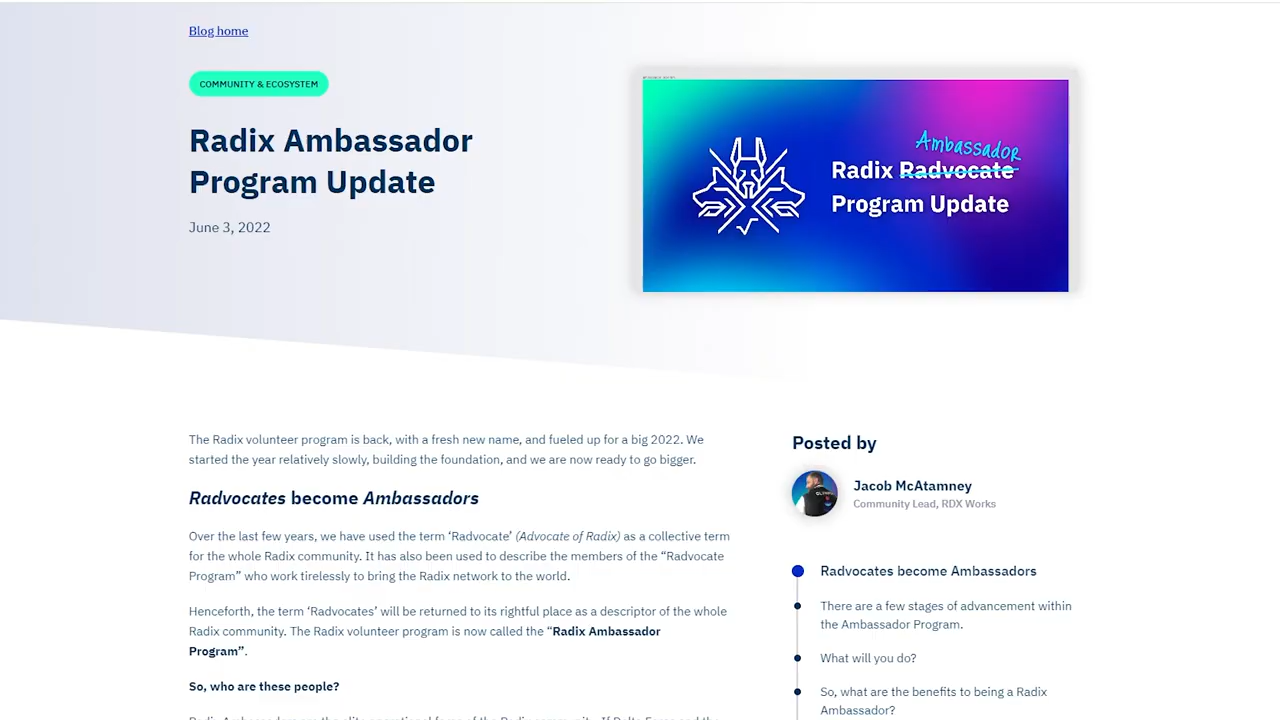 Blog home
COMMUNITY & ECOSYSTEM
Radix Ambassador
Program Update
June 3, 2022
Ambassador
Radix Radvocate
Program Update
The Radix volunteer program is back, with a fresh new name, and fueled up for a big 2022. We
started the year relatively slowly, building the foundation, and we are now ready to go bigger.
Radvocates become Ambassadors
Over the last few years, we have used the term ‘Radvocate’ (Advocate of Radix) as a collective term
for the whole Radix community. It has also been used to describe the members of the “Radvocate
Program” who work tirelessly to bring the Radix network to the world.
Henceforth, the term ‘Radvocates’ will be returned to its rightful place as a descriptor of the whole
Radix community. The Radix volunteer program is now called the “Radix Ambassador
Program”.
So, who are these people?
Posted by
Jacob McAtamney
Community Lead, RDX Works
Radvocates become Ambassadors
There are a few stages of advancement within
the Ambassador Program.
What will you do?
So, what are the benefits to being a Radix
Ambassador?